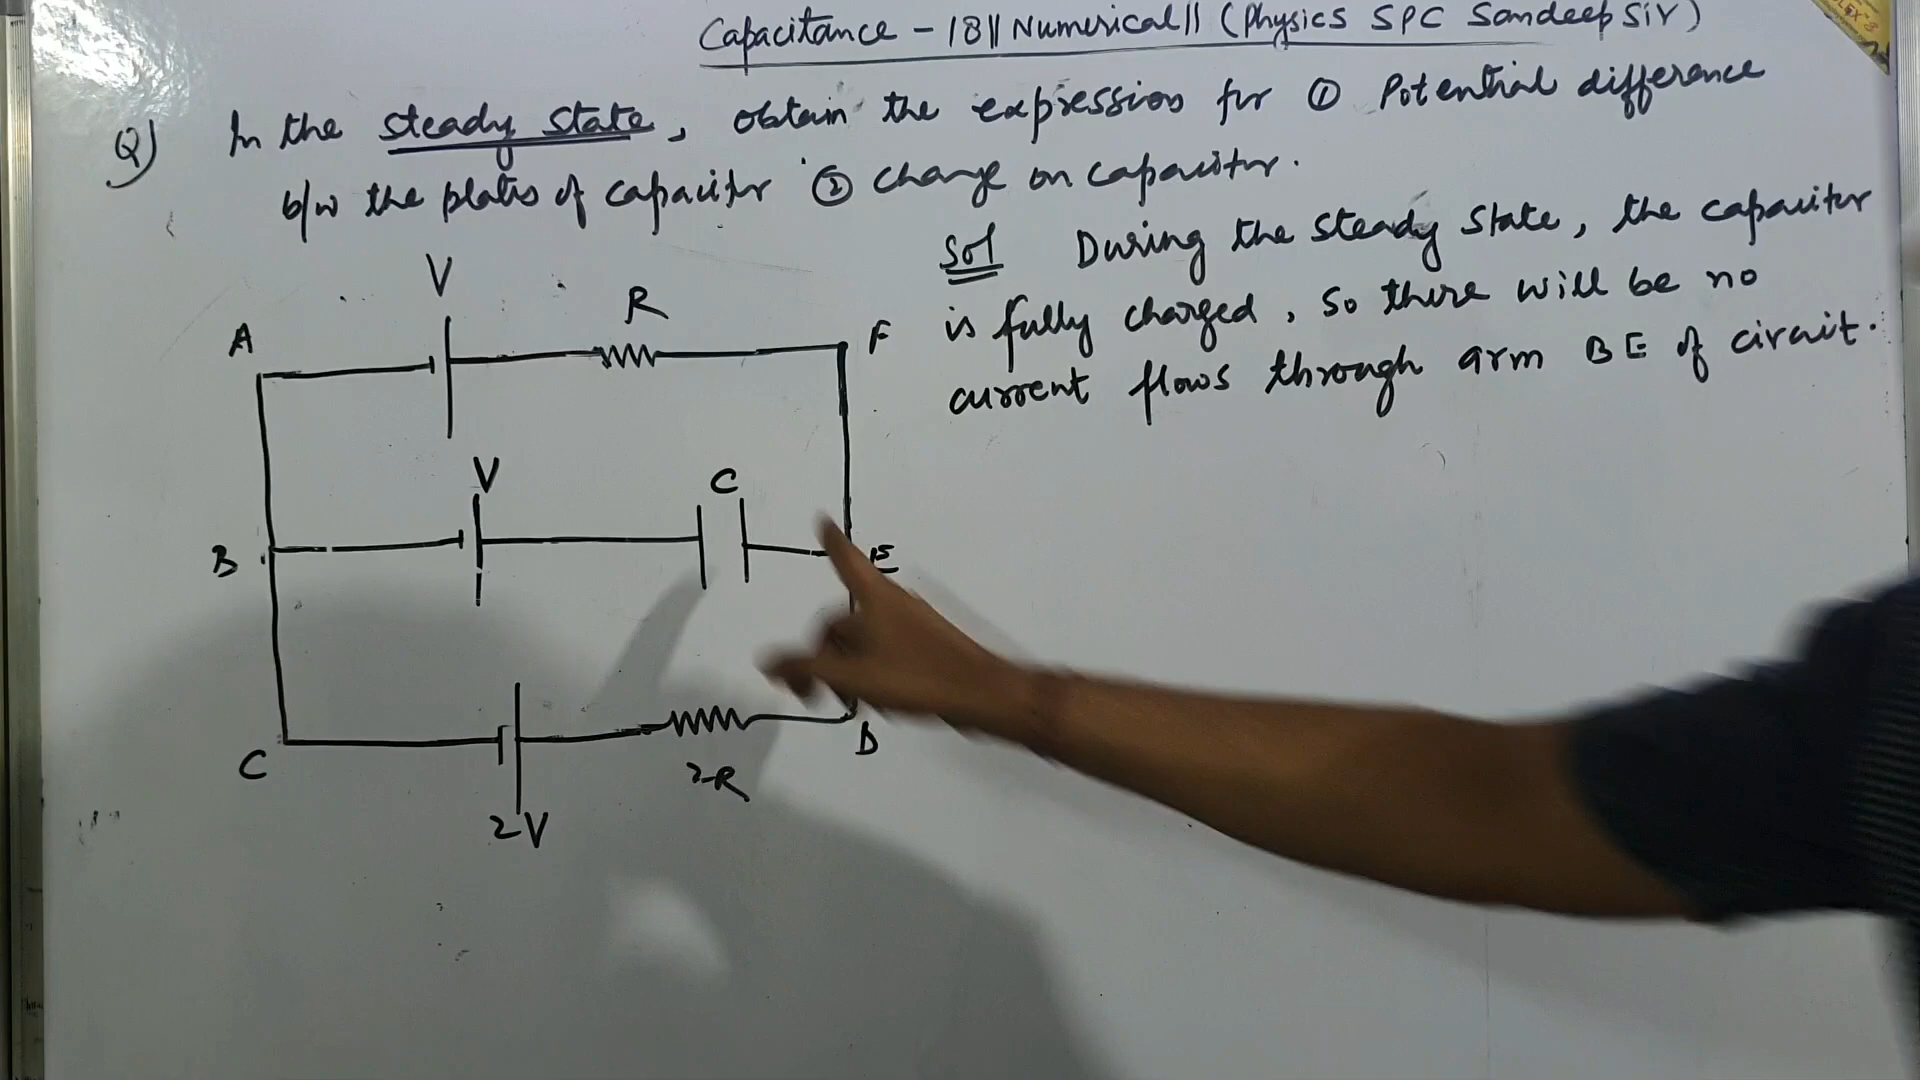 Capacitance - 18 || Numerical || (Physics SPC Sandeep Sir)
Q) In the steady state, obtain the expression for ① Potential difference
b/w the plates of capacitor ② charge on capacitor.
Sol During the steady state, the capacitor
is fully charged, so there will be no
current flows through arm BE of circuit.
V
R
A
F
V
C
B
E
C
D
2R
2V